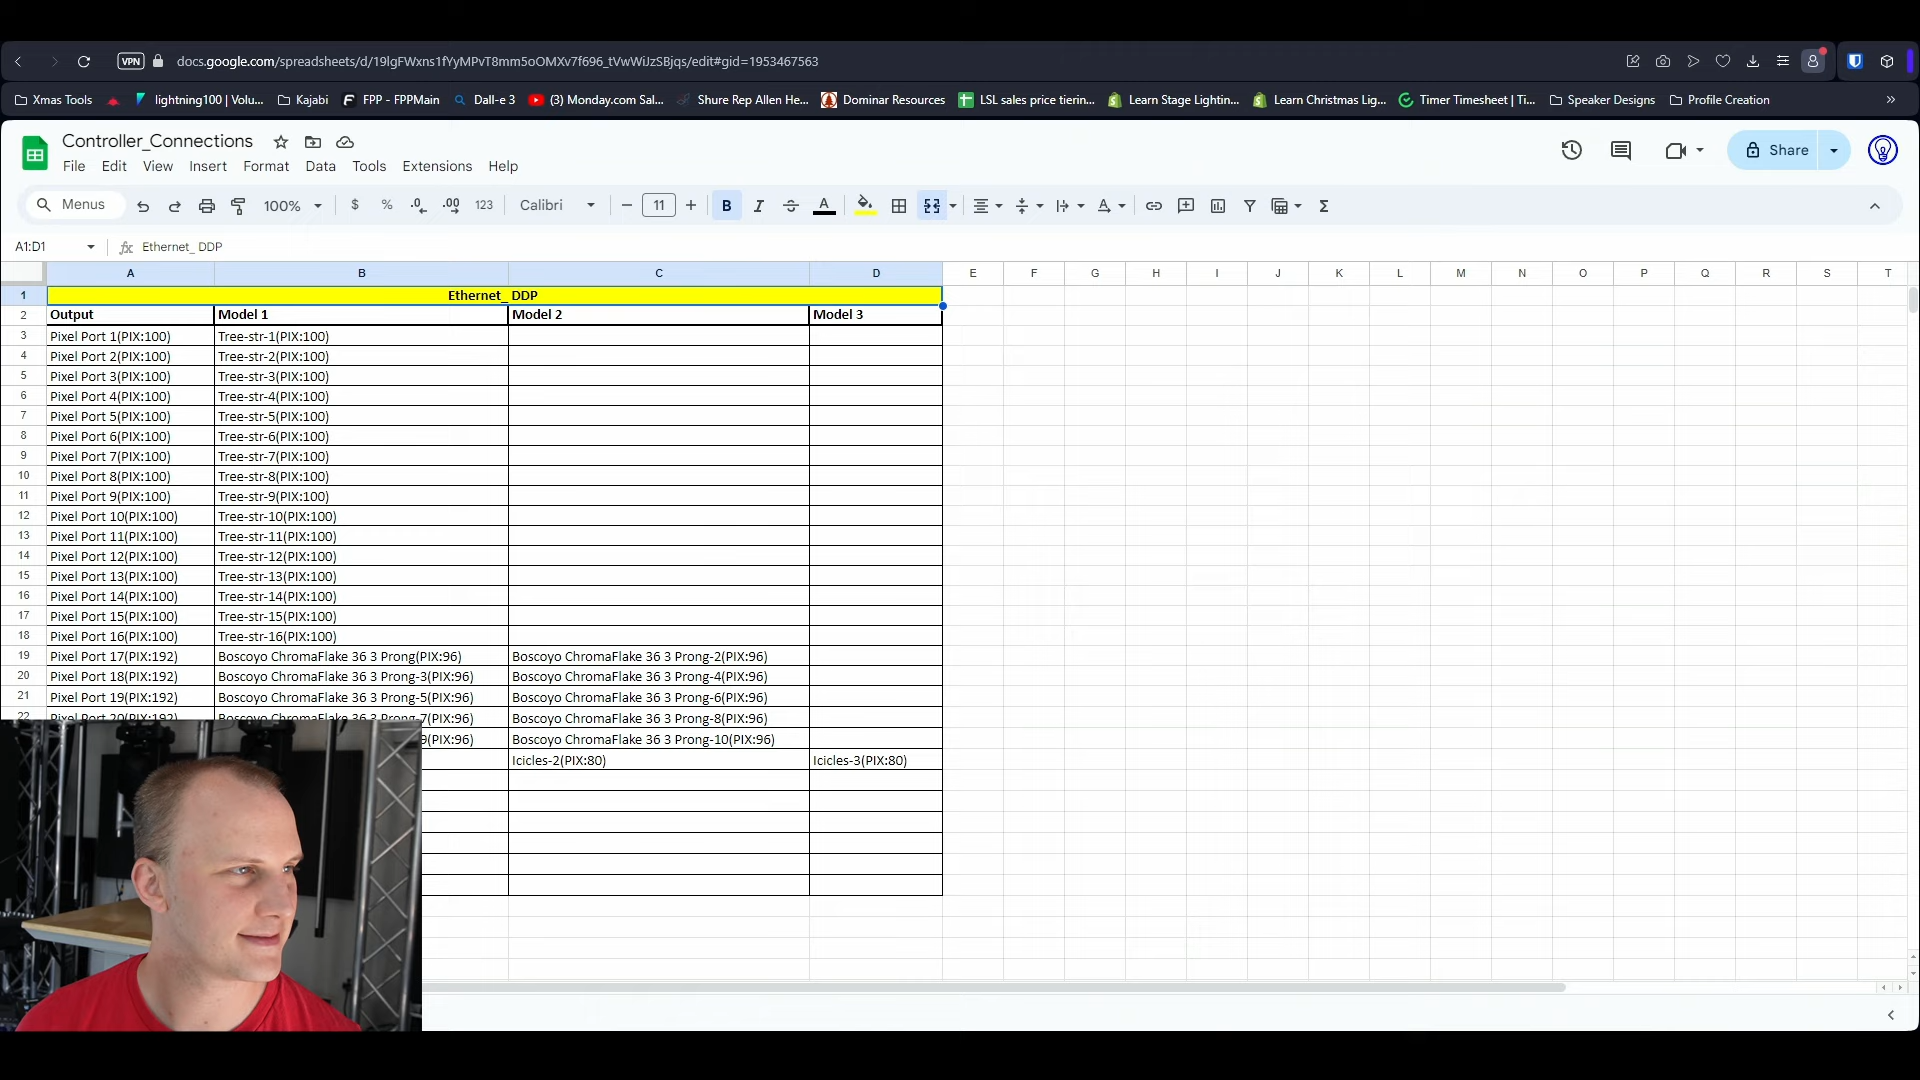 VPN docs.google.com/spreadsheets/d/19lgFWxns1fYyMPvT8mm5oOMXv7f696_tVwWiJzSBjqs/edit#gid=1953467563
Xmas Tools lightning100 | Volu... Kajabi FPP - FPPMain Dall-e 3 (3) Monday.com Sal... Shure Rep Allen He... Dominar Resources LSL sales price tierin... Learn Stage Lightin... Learn Christmas Lig... Timer Timesheet | Ti... Speaker Designs Profile Creation
Controller_Connections
File Edit View Insert Format Data Tools Extensions Help
Share
Menus 100% $ % .0 .00 123 Calibri 11 B I A Σ
A1:D1 fx Ethernet_ DDP
A B C D E F G H I J K L M N O P Q R S T
1 Ethernet_ DDP
2 Output Model 1 Model 2 Model 3
3 Pixel Port 1(PIX:100) Tree-str-1(PIX:100)
4 Pixel Port 2(PIX:100) Tree-str-2(PIX:100)
5 Pixel Port 3(PIX:100) Tree-str-3(PIX:100)
6 Pixel Port 4(PIX:100) Tree-str-4(PIX:100)
7 Pixel Port 5(PIX:100) Tree-str-5(PIX:100)
8 Pixel Port 6(PIX:100) Tree-str-6(PIX:100)
9 Pixel Port 7(PIX:100) Tree-str-7(PIX:100)
10 Pixel Port 8(PIX:100) Tree-str-8(PIX:100)
11 Pixel Port 9(PIX:100) Tree-str-9(PIX:100)
12 Pixel Port 10(PIX:100) Tree-str-10(PIX:100)
13 Pixel Port 11(PIX:100) Tree-str-11(PIX:100)
14 Pixel Port 12(PIX:100) Tree-str-12(PIX:100)
15 Pixel Port 13(PIX:100) Tree-str-13(PIX:100)
16 Pixel Port 14(PIX:100) Tree-str-14(PIX:100)
17 Pixel Port 15(PIX:100) Tree-str-15(PIX:100)
18 Pixel Port 16(PIX:100) Tree-str-16(PIX:100)
19 Pixel Port 17(PIX:192) Boscoyo ChromaFlake 36 3 Prong(PIX:96) Boscoyo ChromaFlake 36 3 Prong-2(PIX:96)
20 Pixel Port 18(PIX:192) Boscoyo ChromaFlake 36 3 Prong-3(PIX:96) Boscoyo ChromaFlake 36 3 Prong-4(PIX:96)
21 Pixel Port 19(PIX:192) Boscoyo ChromaFlake 36 3 Prong-5(PIX:96) Boscoyo ChromaFlake 36 3 Prong-6(PIX:96)
22 Pixel Port 20(PIX:192) Boscoyo ChromaFlake 36 3 Prong-7(PIX:96) Boscoyo ChromaFlake 36 3 Prong-8(PIX:96)
9(PIX:96) Boscoyo ChromaFlake 36 3 Prong-10(PIX:96)
Icicles-2(PIX:80) Icicles-3(PIX:80)